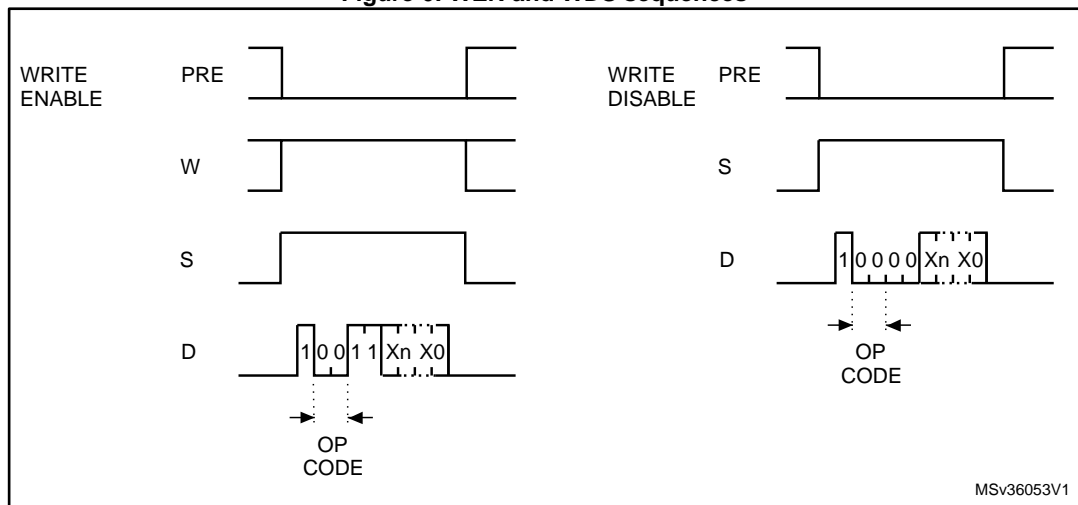 WRITE ENABLE
PRE
W
S
D
1 0 0 1 1 Xn X0
OP
CODE
WRITE DISABLE
PRE
S
D
1 0 0 0 0 Xn X0
OP
CODE
MSv36053V1